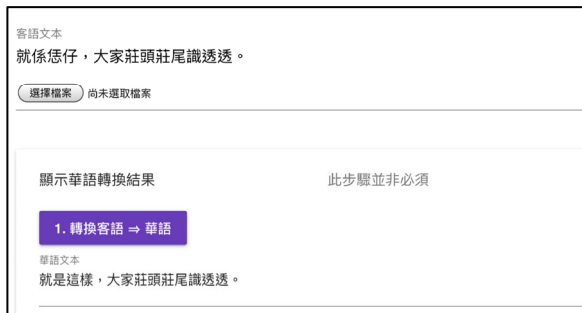 客語文本
就係恁仔，大家莊頭莊尾識透透。
選擇檔案 尚未選取檔案
顯示華語轉換結果 此步驟並非必須
1. 轉換客語 ⇒ 華語
華語文本
就是這樣，大家莊頭莊尾識透透。